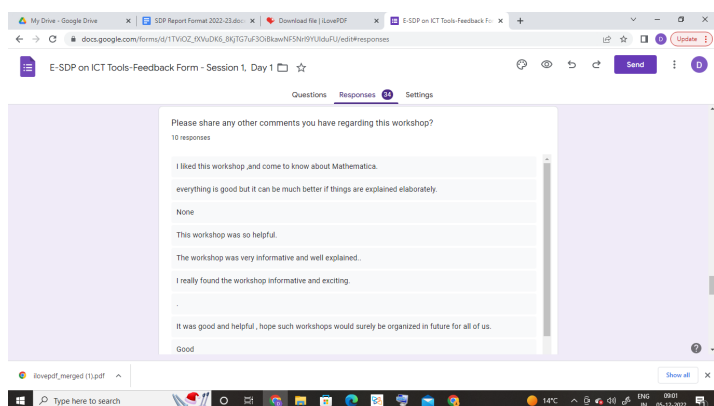 My Drive - Google Drive
SDP Report Format 2022-23.docx
Download file | iLovePDF
E-SDP on ICT Tools-Feedback Fo
docs.google.com/forms/
Update
E-SDP on ICT Tools-Feedback Form - Session 1, Day 1
Send
D
Questions
Responses 34
Settings
Please share any other comments you have regarding this workshop?
10 responses
I liked this workshop ,and come to know about Mathematica.
everything is good but it can be much better if things are explained elaborately.
None
This workshop was so helpful.
The workshop was very informative and well explained..
I really found the workshop informative and exciting.
.
It was good and helpful , hope such workshops would surely be organized in future for all of us.
Good
ilovepdf_merged (1).pdf
Show all
Type here to search
14°C
ENG
IN
09:01
05-12-2022